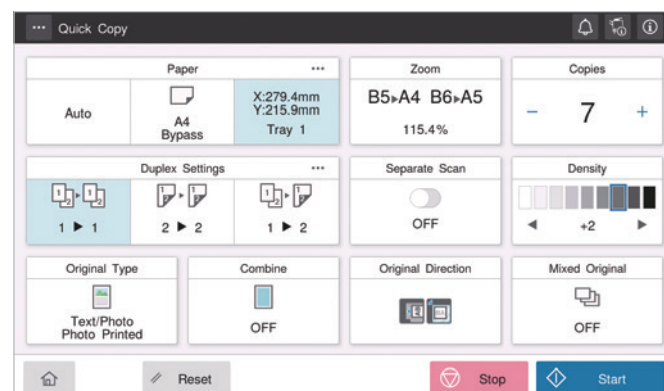 Quick Copy
Paper
Auto
A4
Bypass
X:279.4mm
Y:215.9mm
Tray 1
Zoom
B5▸A4 B6▸A5
115.4%
Copies
− 7 +
Duplex Settings
1 ▶ 1
2 ▶ 2
1 ▶ 2
Separate Scan
OFF
Density
+2
Original Type
Text/Photo
Photo Printed
Combine
OFF
Original Direction
Mixed Original
OFF
Reset
Stop
Start